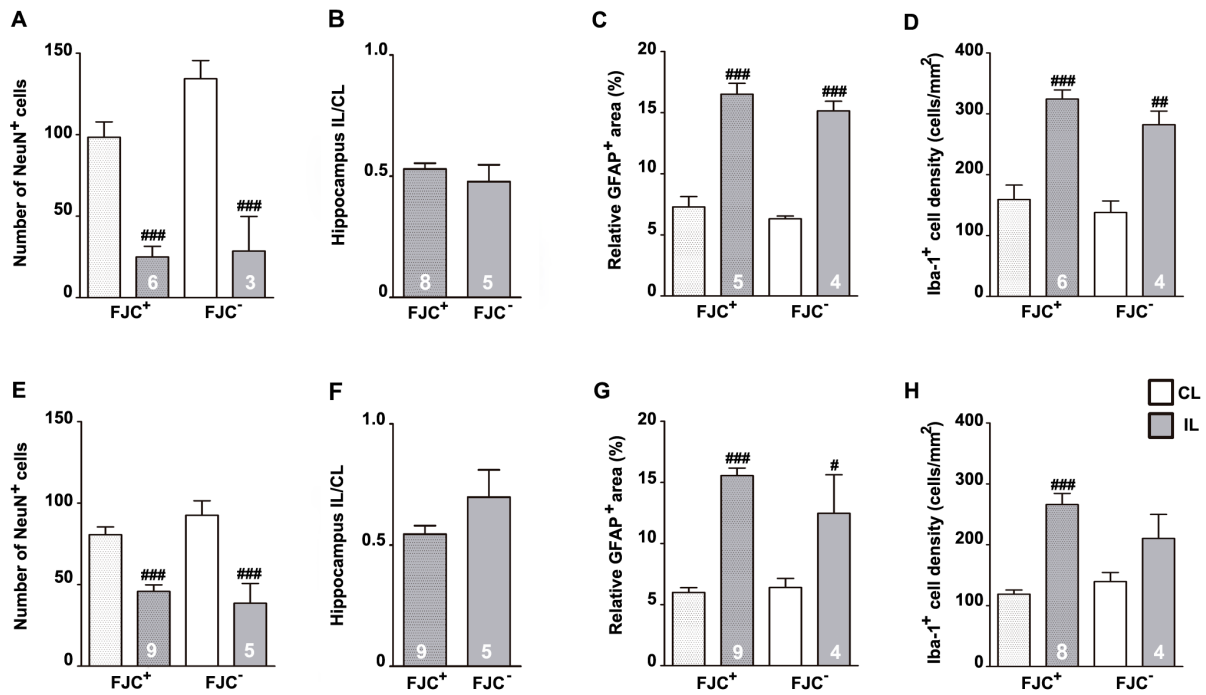 A
Number of NeuN⁺ cells
150
100
50
0
###
###
6
3
FJC⁺
FJC⁻
B
Hippocampus IL/CL
1.0
0.5
0.0
8
5
FJC⁺
FJC⁻
C
Relative GFAP⁺ area (%)
20
15
10
5
0
###
###
5
4
FJC⁺
FJC⁻
D
Iba-1⁺ cell density (cells/mm²)
400
300
200
100
0
###
##
6
4
FJC⁺
FJC⁻
E
Number of NeuN⁺ cells
150
100
50
0
###
###
9
5
FJC⁺
FJC⁻
F
Hippocampus IL/CL
1.0
0.5
0.0
9
5
FJC⁺
FJC⁻
G
Relative GFAP⁺ area (%)
20
15
10
5
0
###
#
9
4
FJC⁺
FJC⁻
H
Iba-1⁺ cell density (cells/mm²)
400
300
200
100
0
###
8
4
FJC⁺
FJC⁻
CL
IL